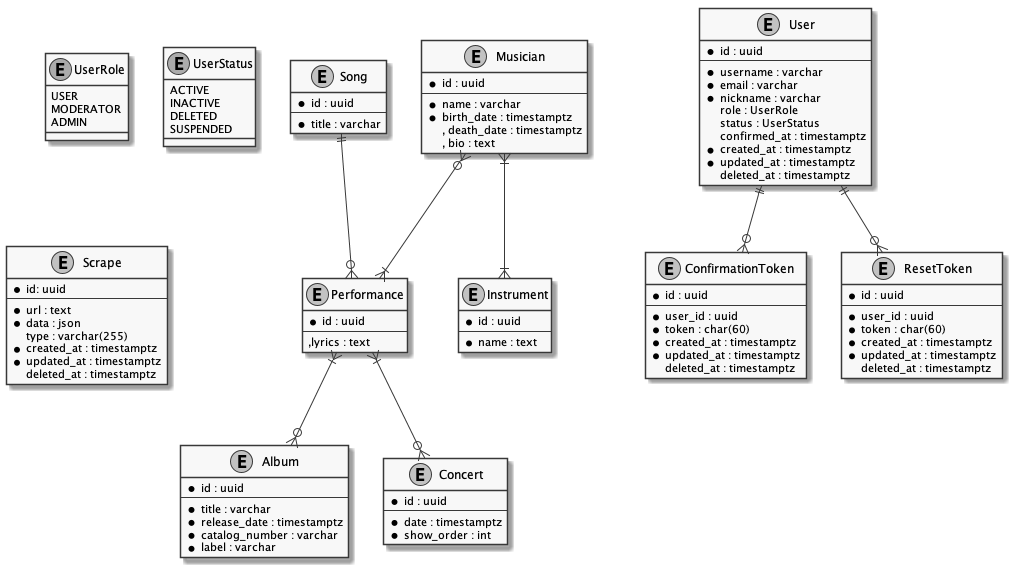 E UserRole
USER
MODERATOR
ADMIN
E UserStatus
ACTIVE
INACTIVE
DELETED
SUSPENDED
E Song
id : uuid
title : varchar
E Musician
id : uuid
name : varchar
birth_date : timestamptz
, death_date : timestamptz
, bio : text
E User
id : uuid
username : varchar
email : varchar
nickname : varchar
role : UserRole
status : UserStatus
confirmed_at : timestamptz
created_at : timestamptz
updated_at : timestamptz
deleted_at : timestamptz
E Scrape
id: uuid
url : text
data : json
type : varchar(255)
created_at : timestamptz
updated_at : timestamptz
deleted_at : timestamptz
E Performance
id : uuid
,lyrics : text
E Instrument
id : uuid
name : text
E ConfirmationToken
id : uuid
user_id : uuid
token : char(60)
created_at : timestamptz
updated_at : timestamptz
deleted_at : timestamptz
E ResetToken
id : uuid
user_id : uuid
token : char(60)
created_at : timestamptz
updated_at : timestamptz
deleted_at : timestamptz
E Album
id : uuid
title : varchar
release_date : timestamptz
catalog_number : varchar
label : varchar
E Concert
id : uuid
date : timestamptz
show_order : int